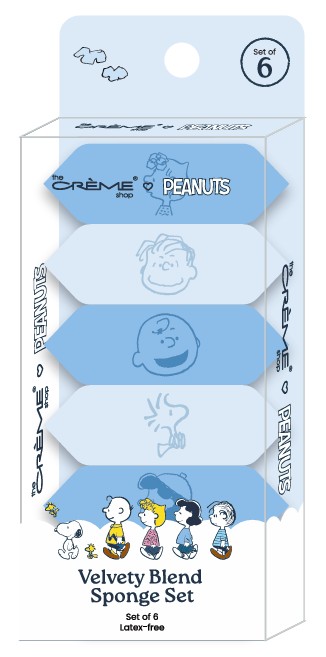 Set of
6
the CRÈME shop ® PEANUTS
the CRÈME shop ® PEANUTS
the CRÈME shop ® PEANUTS
the CRÈME shop ® PEANUTS
Velvety Blend
Sponge Set
Set of 6
Latex-free